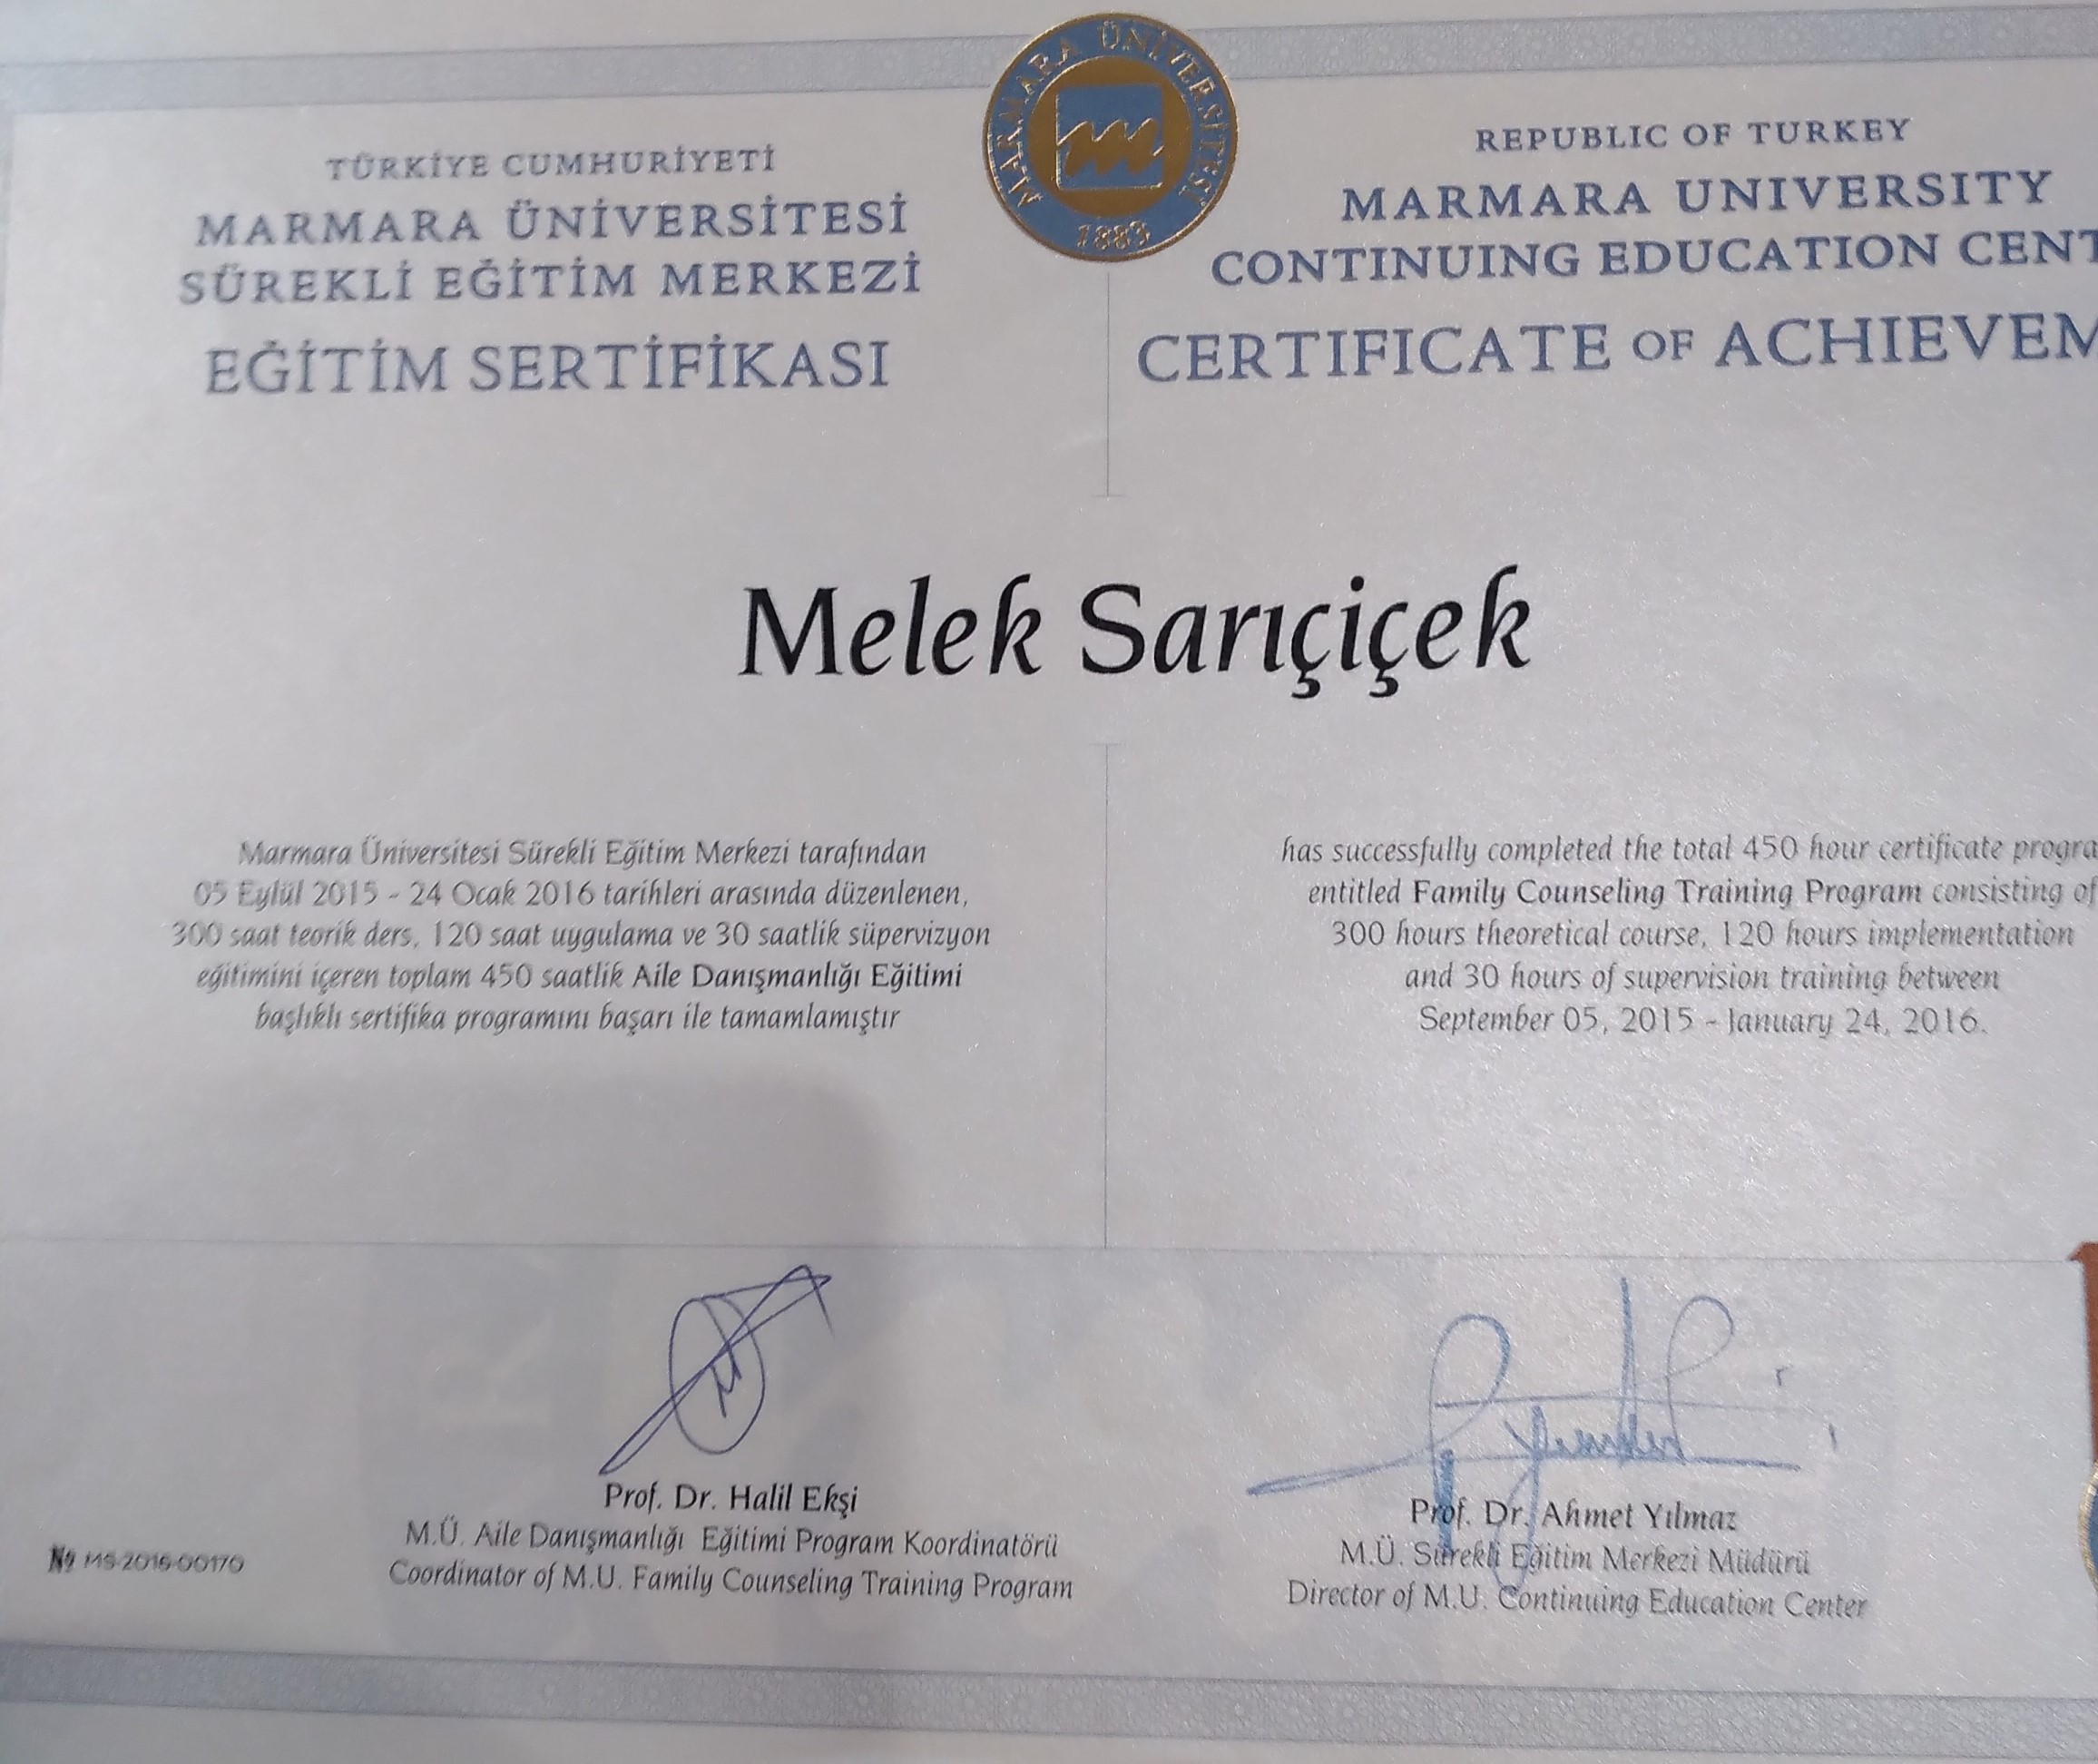 MARMARA ÜNİVERSİTESİ
1883
TÜRKİYE CUMHURİYETİ
MARMARA ÜNİVERSİTESİ
SÜREKLİ EĞİTİM MERKEZİ
EĞİTİM SERTİFİKASI
REPUBLIC OF TURKEY
MARMARA UNIVERSITY
CONTINUING EDUCATION CENT
CERTIFICATE OF ACHIEVEM
Melek Sarıçiçek
Marmara Üniversitesi Sürekli Eğitim Merkezi tarafından
05 Eylül 2015 - 24 Ocak 2016 tarihleri arasında düzenlenen,
300 saat teorik ders, 120 saat uygulama ve 30 saatlik süpervizyon
eğitimini içeren toplam 450 saatlik Aile Danışmanlığı Eğitimi
başlıklı sertifika programını başarı ile tamamlamıştır
has successfully completed the total 450 hour certificate progra
entitled Family Counseling Training Program consisting of
300 hours theoretical course, 120 hours implementation
and 30 hours of supervision training between
September 05, 2015 - January 24, 2016.
Prof. Dr. Halil Ekşi
M.Ü. Aile Danışmanlığı Eğitimi Program Koordinatörü
Coordinator of M.U. Family Counseling Training Program
Prof. Dr. Ahmet Yılmaz
M.Ü. Sürekli Eğitim Merkezi Müdürü
Director of M.U. Continuing Education Center
№ MS-2016-00170